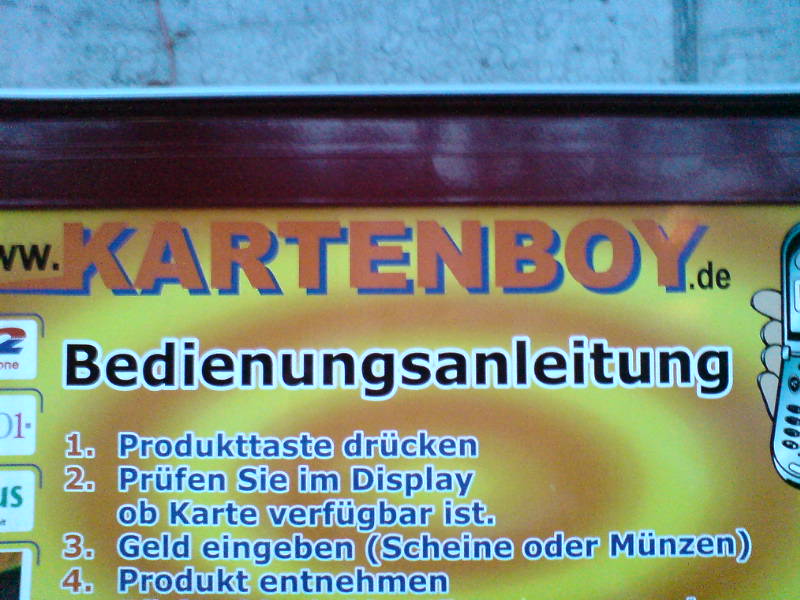 www.KARTENBOY.de
Bedienungsanleitung
1. Produkttaste drücken
2. Prüfen Sie im Display
ob Karte verfügbar ist.
3. Geld eingeben (Scheine oder Münzen)
4. Produkt entnehmen